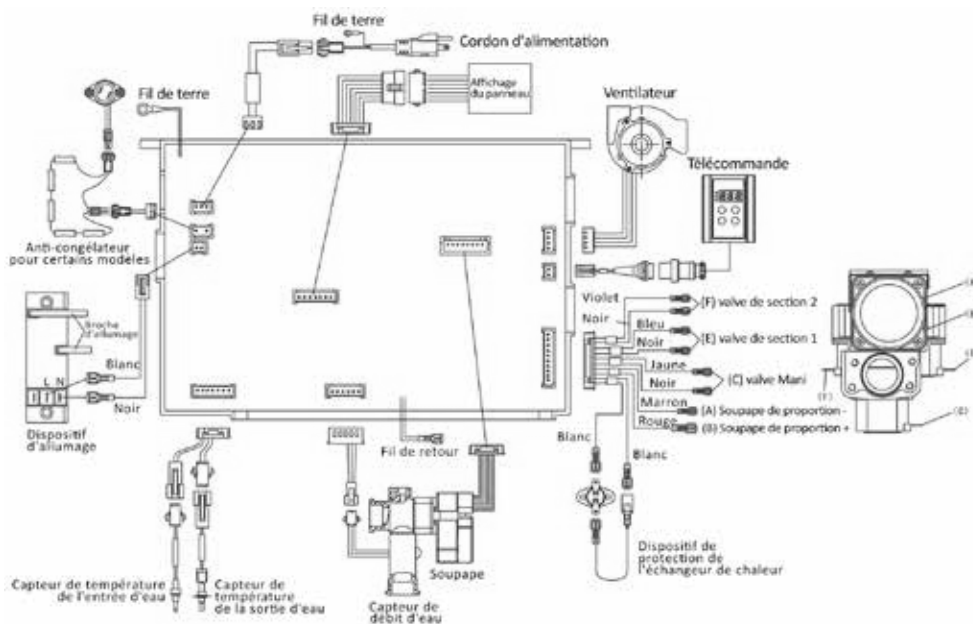 Fil de terre
Cordon d'alimentation
Fil de terre
Affichage
du panneau
Ventilateur
Télécommande
Anti-congélateur
pour certains modèles
Broche
d'allumage
Blanc
L N
Noir
Dispositif
d'allumage
Violet
(F) valve de section 2
Noir
Bleu
(E) valve de section 1
Noir
Jaune
(C) valve Mani
Noir
Marron
(A) Soupape de proportion -
Rouge
(B) Soupape de proportion +
Blanc
Blanc
Fil de retour
Soupape
Dispositif de
protection de
l'échangeur de chaleur
Capteur de température
de l'entrée d'eau
Capteur de
température
de la sortie d'eau
Capteur de
débit d'eau